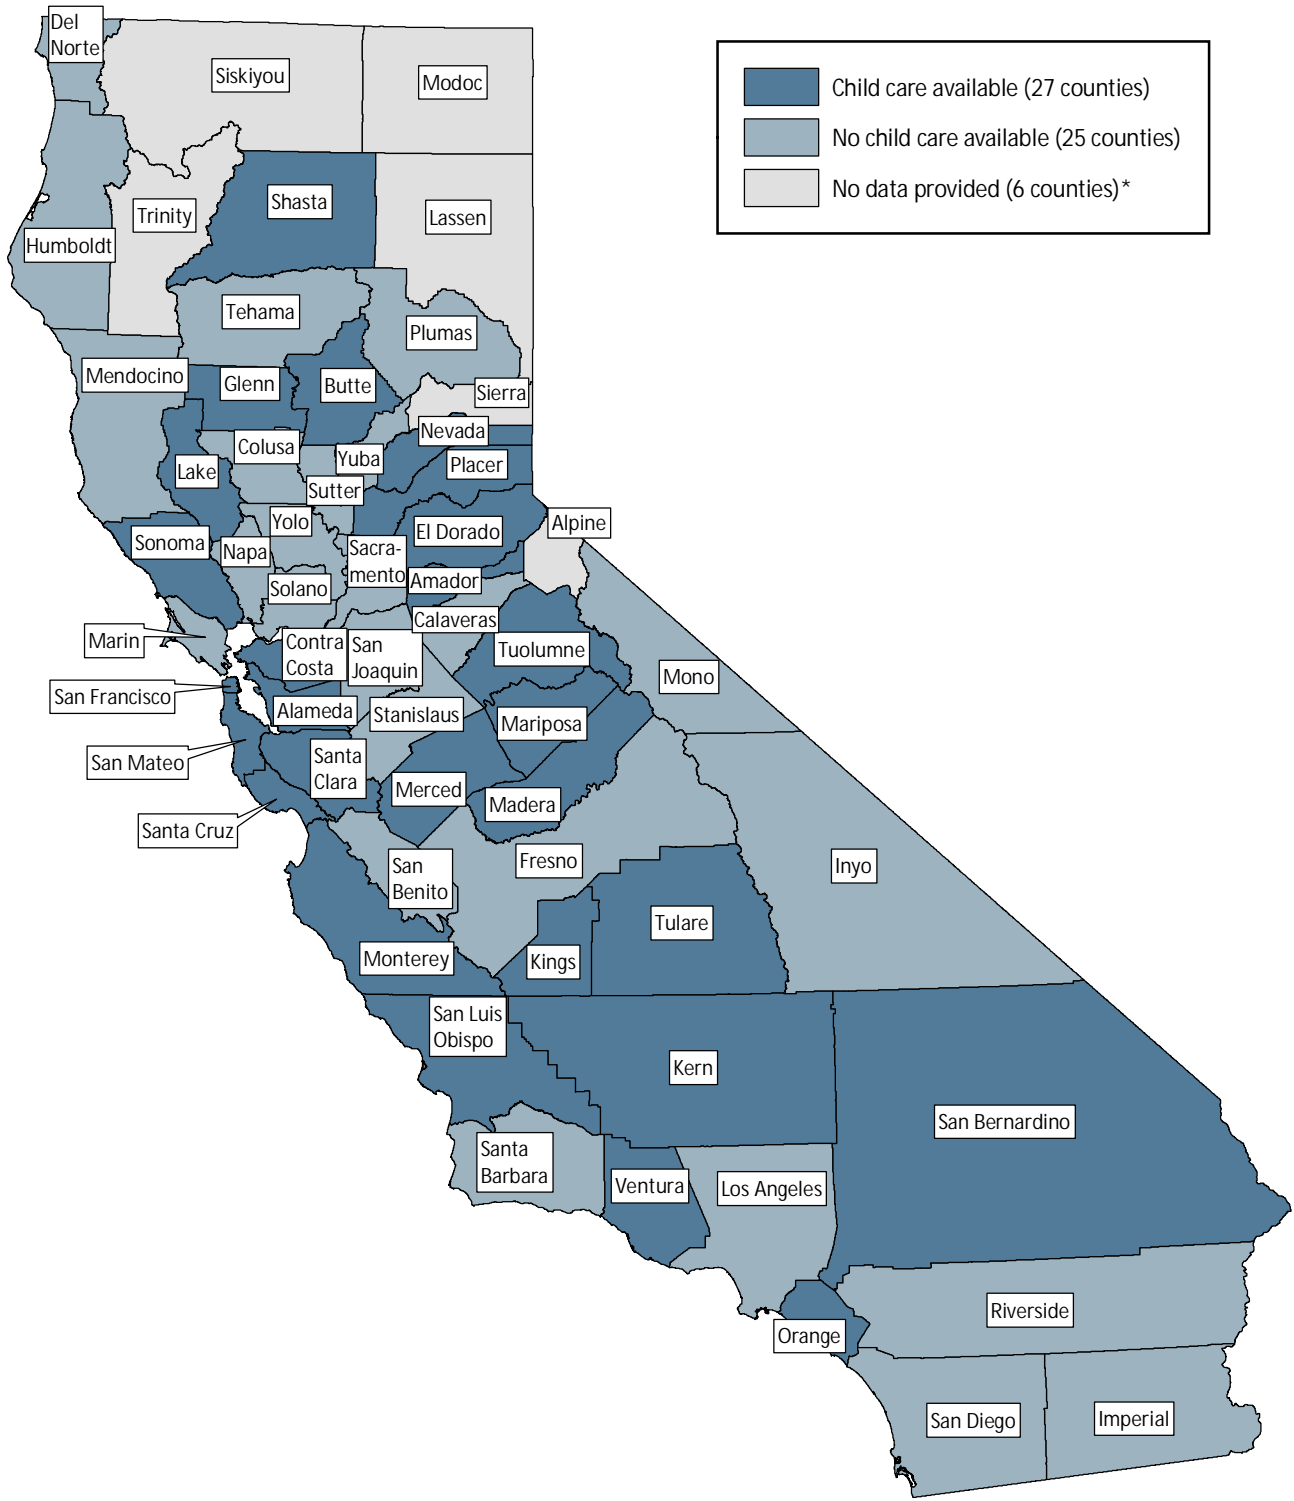 Del
Norte
Siskiyou
Modoc
Child care available (27 counties)
No child care available (25 counties)
No data provided (6 counties)*
Shasta
Trinity
Lassen
Humboldt
Tehama
Plumas
Mendocino
Glenn
Butte
Sierra
Nevada
Colusa
Yuba
Placer
Lake
Sutter
Yolo
Alpine
El Dorado
Sonoma
Napa
Sacra-
mento
Amador
Solano
Calaveras
Marin
Contra
Costa
San
Joaquin
Tuolumne
Mono
San Francisco
Alameda
Stanislaus
Mariposa
San Mateo
Santa
Clara
Merced
Madera
Santa Cruz
Fresno
Inyo
San
Benito
Tulare
Monterey
Kings
San Luis
Obispo
Kern
San Bernardino
Santa
Barbara
Ventura
Los Angeles
Riverside
Orange
San Diego
Imperial